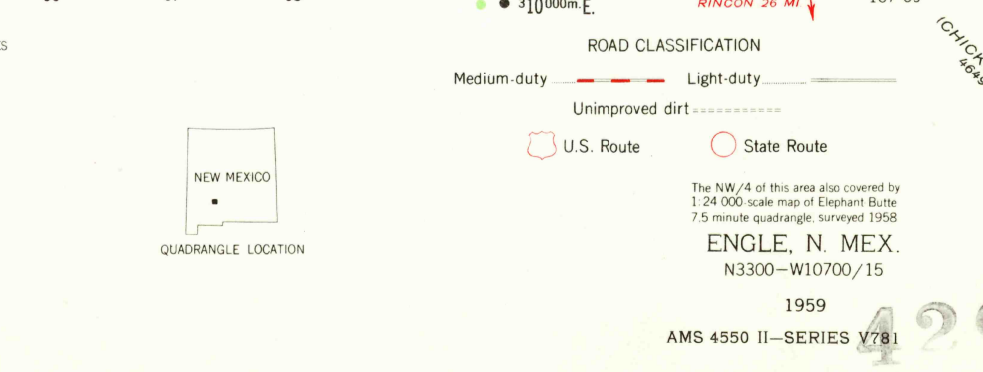 310000m.E.
RINCON 26 MI
ROAD CLASSIFICATION
Medium-duty
Light-duty
Unimproved dirt
U.S. Route
State Route
NEW MEXICO
QUADRANGLE LOCATION
The NW/4 of this area also covered by
1:24 000-scale map of Elephant Butte
7.5 minute quadrangle, surveyed 1958
ENGLE, N. MEX.
N3300—W10700/15
1959
AMS 4550 II—SERIES V781
42
4649